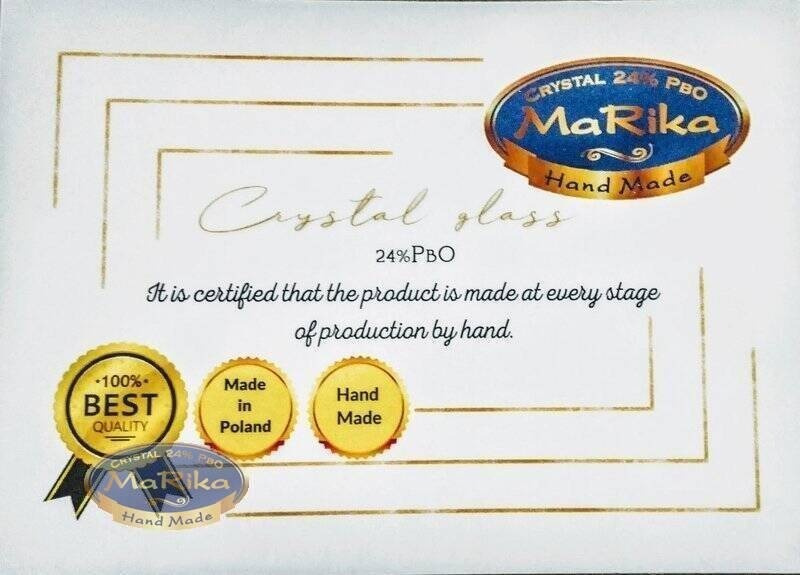 CRYSTAL 24% PBO
MaRika
Hand Made
Crystal glass
24%PBO
It is certified that the product is made at every stage
of production by hand.
100%
BEST
QUALITY
Made
in
Poland
Hand
Made
CRYSTAL 24% PBO
MaRika
Hand Made